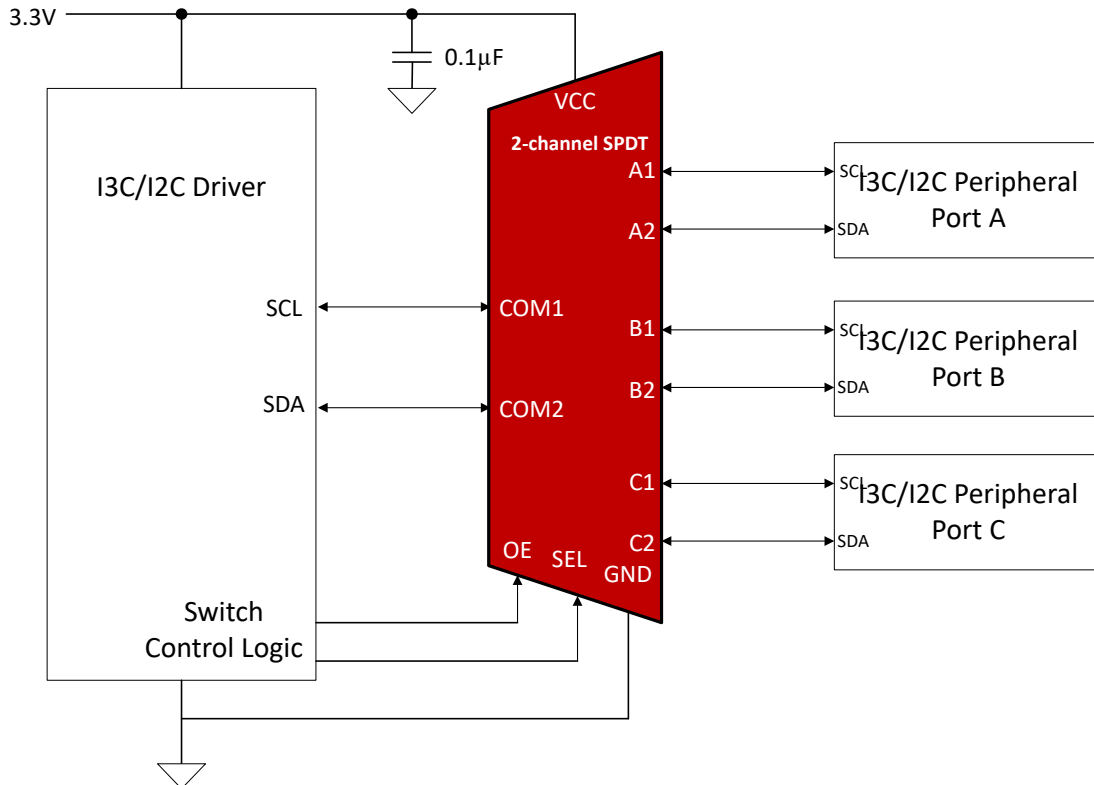 3.3V
0.1μF
VCC
2-channel SPDT
I3C/I2C Driver
A1
SCL
I3C/I2C Peripheral
Port A
A2
SDA
SCL
COM1
B1
SCL
I3C/I2C Peripheral
Port B
B2
SDA
SDA
COM2
C1
SCL
I3C/I2C Peripheral
Port C
C2
SDA
OE
SEL
GND
Switch
Control Logic